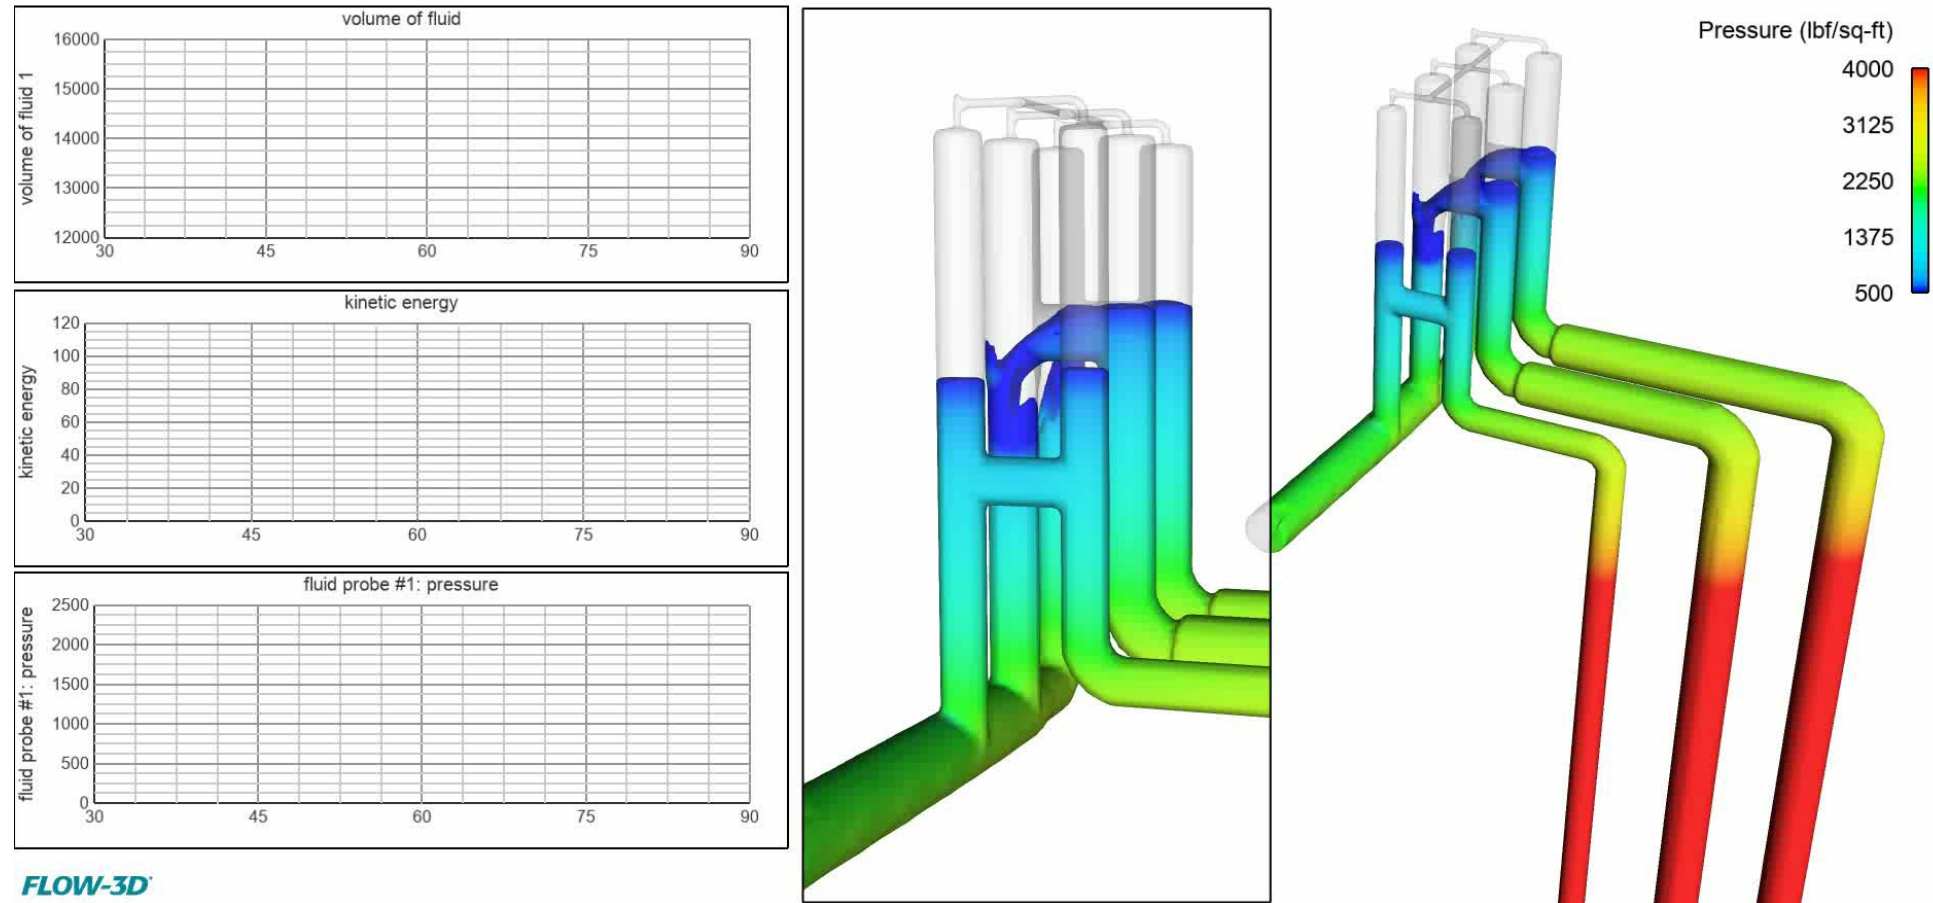 volume of fluid
volume of fluid 1
16000
15000
14000
13000
12000
30 45 60 75 90
kinetic energy
kinetic energy
120
100
80
60
40
20
0
30 45 60 75 90
fluid probe #1: pressure
fluid probe #1: pressure
2500
2000
1500
1000
500
0
30 45 60 75 90
FLOW-3D
Pressure (lbf/sq-ft)
4000
3125
2250
1375
500